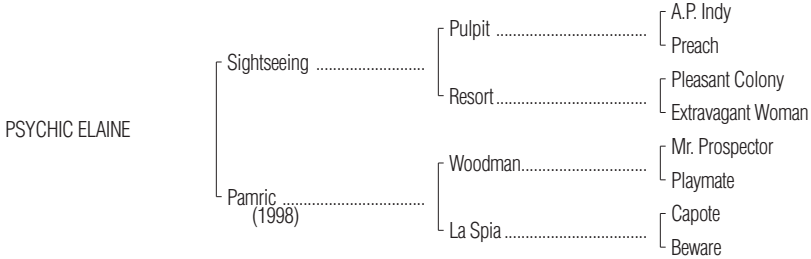 A.P. Indy
Pulpit ....................................
Preach
Sightseeing ..........................
Pleasant Colony
Resort ....................................
Extravagant Woman
PSYCHIC ELAINE
Mr. Prospector
Woodman ..............................
Playmate
Pamric ..................................
(1998)
Capote
La Spia ..................................
Beware